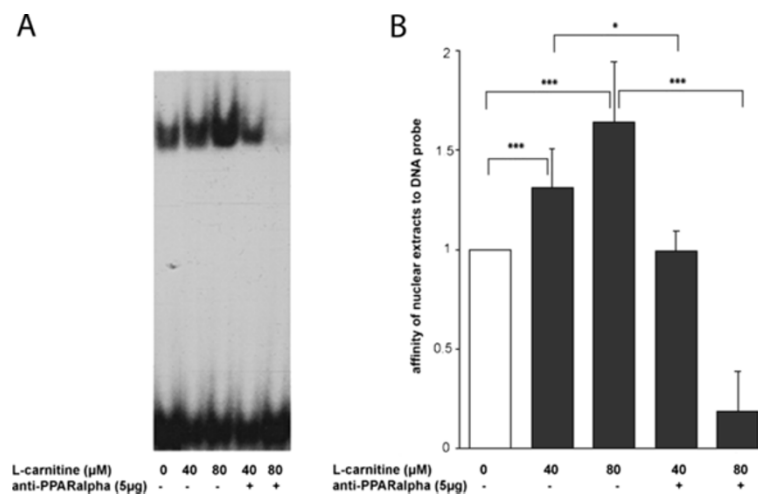 A
L-carnitine (μM) 0 40 80 40 80
anti-PPARalpha (5μg) - - - + +
B
affinity of nuclear extracts to DNA probe
2
1.5
1
0.5
0
*
*** ***
***
L-carnitine (μM) 0 40 80 40 80
anti-PPARalpha (5μg) - - - + +